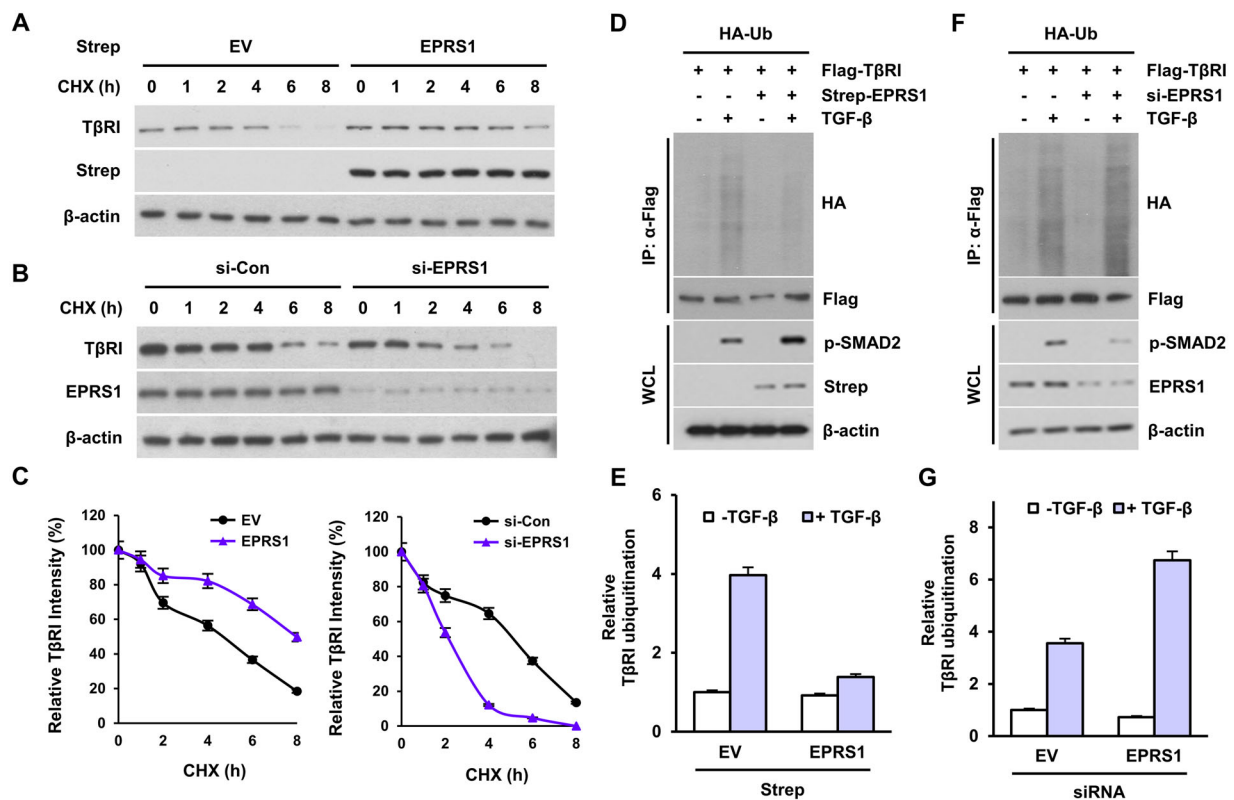 A
Strep EV EPRS1
CHX (h) 0 1 2 4 6 8 0 1 2 4 6 8
TβRI
Strep
β-actin
B
si-Con si-EPRS1
CHX (h) 0 1 2 4 6 8 0 1 2 4 6 8
TβRI
EPRS1
β-actin
C
Relative TβRI Intensity (%)
120
100
80
60
40
20
0
0 2 4 6 8
CHX (h)
EV
EPRS1
Relative TβRI Intensity (%)
120
100
80
60
40
20
0
0 2 4 6 8
CHX (h)
si-Con
si-EPRS1
D
HA-Ub
+ + + + Flag-TβRI
- - + + Strep-EPRS1
- + - + TGF-β
IP: α-Flag
HA
Flag
WCL
p-SMAD2
Strep
β-actin
F
HA-Ub
+ + + + Flag-TβRI
- - + + si-EPRS1
- + - + TGF-β
IP: α-Flag
HA
Flag
WCL
p-SMAD2
EPRS1
β-actin
E
Relative
TβRI ubiquitination
6
4
2
0
-TGF-β + TGF-β
EV EPRS1
Strep
G
Relative
TβRI ubiquitination
8
6
4
2
0
-TGF-β + TGF-β
EV EPRS1
siRNA